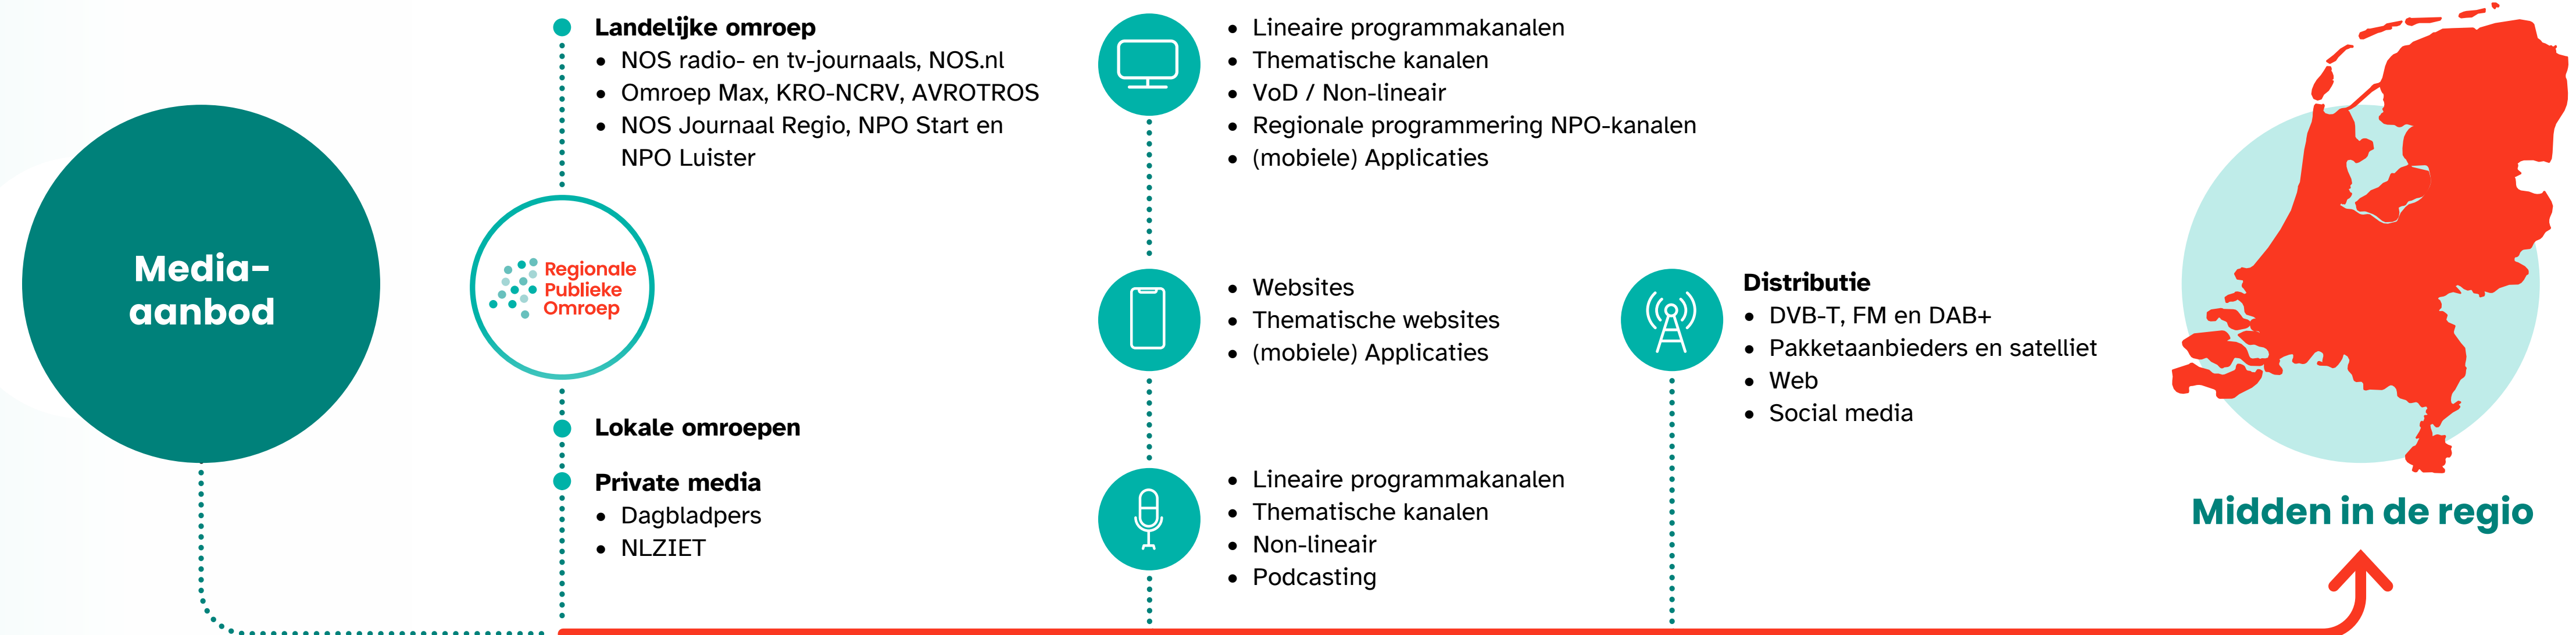 Media-
aanbod
Landelijke omroep
• NOS radio- en tv-journaals, NOS.nl
• Omroep Max, KRO-NCRV, AVROTROS
• NOS Journaal Regio, NPO Start en
NPO Luister
Regionale
Publieke
Omroep
Lokale omroepen
Private media
• Dagbladpers
• NLZIET
• Lineaire programmakanalen
• Thematische kanalen
• VoD / Non-lineair
• Regionale programmering NPO-kanalen
• (mobiele) Applicaties
• Websites
• Thematische websites
• (mobiele) Applicaties
• Lineaire programmakanalen
• Thematische kanalen
• Non-lineair
• Podcasting
Distributie
• DVB-T, FM en DAB+
• Pakketaanbieders en satelliet
• Web
• Social media
Midden in de regio